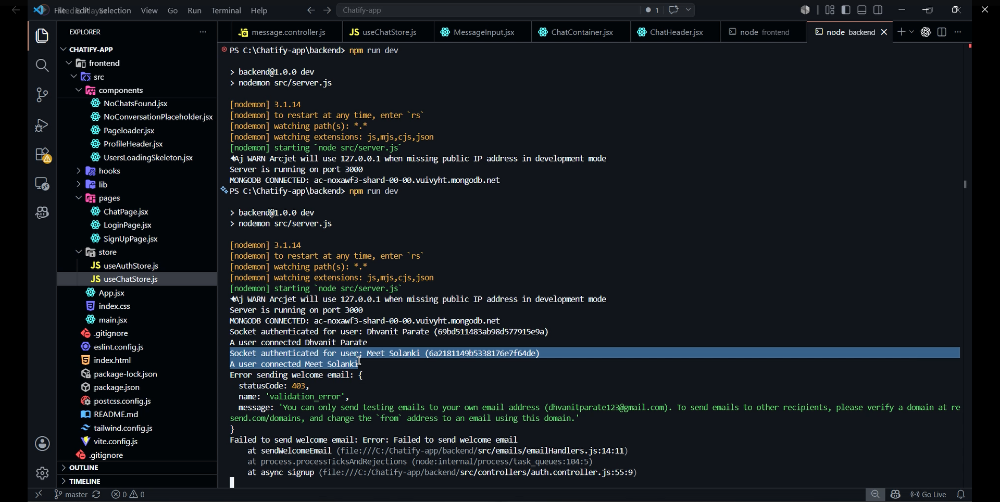 File Edit Selection View Go Run Terminal Help
Chatify-app
1
EXPLORER
message.controller.js
useChatStore.js
MessageInput.jsx
ChatContainer.jsx
ChatHeader.jsx
node frontend
node backend
CHATIFY-APP
frontend
src
components
NoChatsFound.jsx
NoConversationPlaceholder.jsx
Pageloader.jsx
ProfileHeader.jsx
UsersLoadingSkeleton.jsx
hooks
lib
pages
ChatPage.jsx
LoginPage.jsx
SignUpPage.jsx
store
JS useAuthStore.js
JS useChatStore.js
App.jsx
index.css
main.jsx
.gitignore
eslint.config.js
index.html
package-lock.json
package.json
postcss.config.js
README.md
tailwind.config.js
vite.config.js
.gitignore
OUTLINE
TIMELINE
PS C:\Chatify-app\backend> npm run dev
> backend@1.0.0 dev
> nodemon src/server.js
[nodemon] 3.1.14
[nodemon] to restart at any time, enter `rs`
[nodemon] watching path(s): *.*
[nodemon] watching extensions: js,mjs,cjs,json
[nodemon] starting `node src/server.js`
✦Aj WARN Arcjet will use 127.0.0.1 when missing public IP address in development mode
Server is running on port 3000
MONGODB CONNECTED: ac-noxawf3-shard-00-00.vuivyht.mongodb.net
PS C:\Chatify-app\backend> npm run dev
> backend@1.0.0 dev
> nodemon src/server.js
[nodemon] 3.1.14
[nodemon] to restart at any time, enter `rs`
[nodemon] watching path(s): *.*
[nodemon] watching extensions: js,mjs,cjs,json
[nodemon] starting `node src/server.js`
✦Aj WARN Arcjet will use 127.0.0.1 when missing public IP address in development mode
Server is running on port 3000
MONGODB CONNECTED: ac-noxawf3-shard-00-00.vuivyht.mongodb.net
Socket authenticated for user: Dhvanit Parate (69bd511483ab98d577915e9a)
A user connected Dhvanit Parate
Socket authenticated for user: Meet Solanki (6a2181149b5338176e7f64de)
A user connected Meet Solanki
Error sending welcome email: {
statusCode: 403,
name: 'validation_error',
message: 'You can only send testing emails to your own email address (dhvanitparate123@gmail.com). To send emails to other recipients, please verify a domain at re
send.com/domains, and change the `from` address to an email using this domain.'
}
Failed to send welcome email: Error: Failed to send welcome email
at sendWelcomeEmail (file:///C:/Chatify-app/backend/src/emails/emailHandlers.js:14:11)
at process.processTicksAndRejections (node:internal/process/task_queues:104:5)
at async signup (file:///C:/Chatify-app/backend/src/controllers/auth.controller.js:55:9)
master
0 0
Go Live